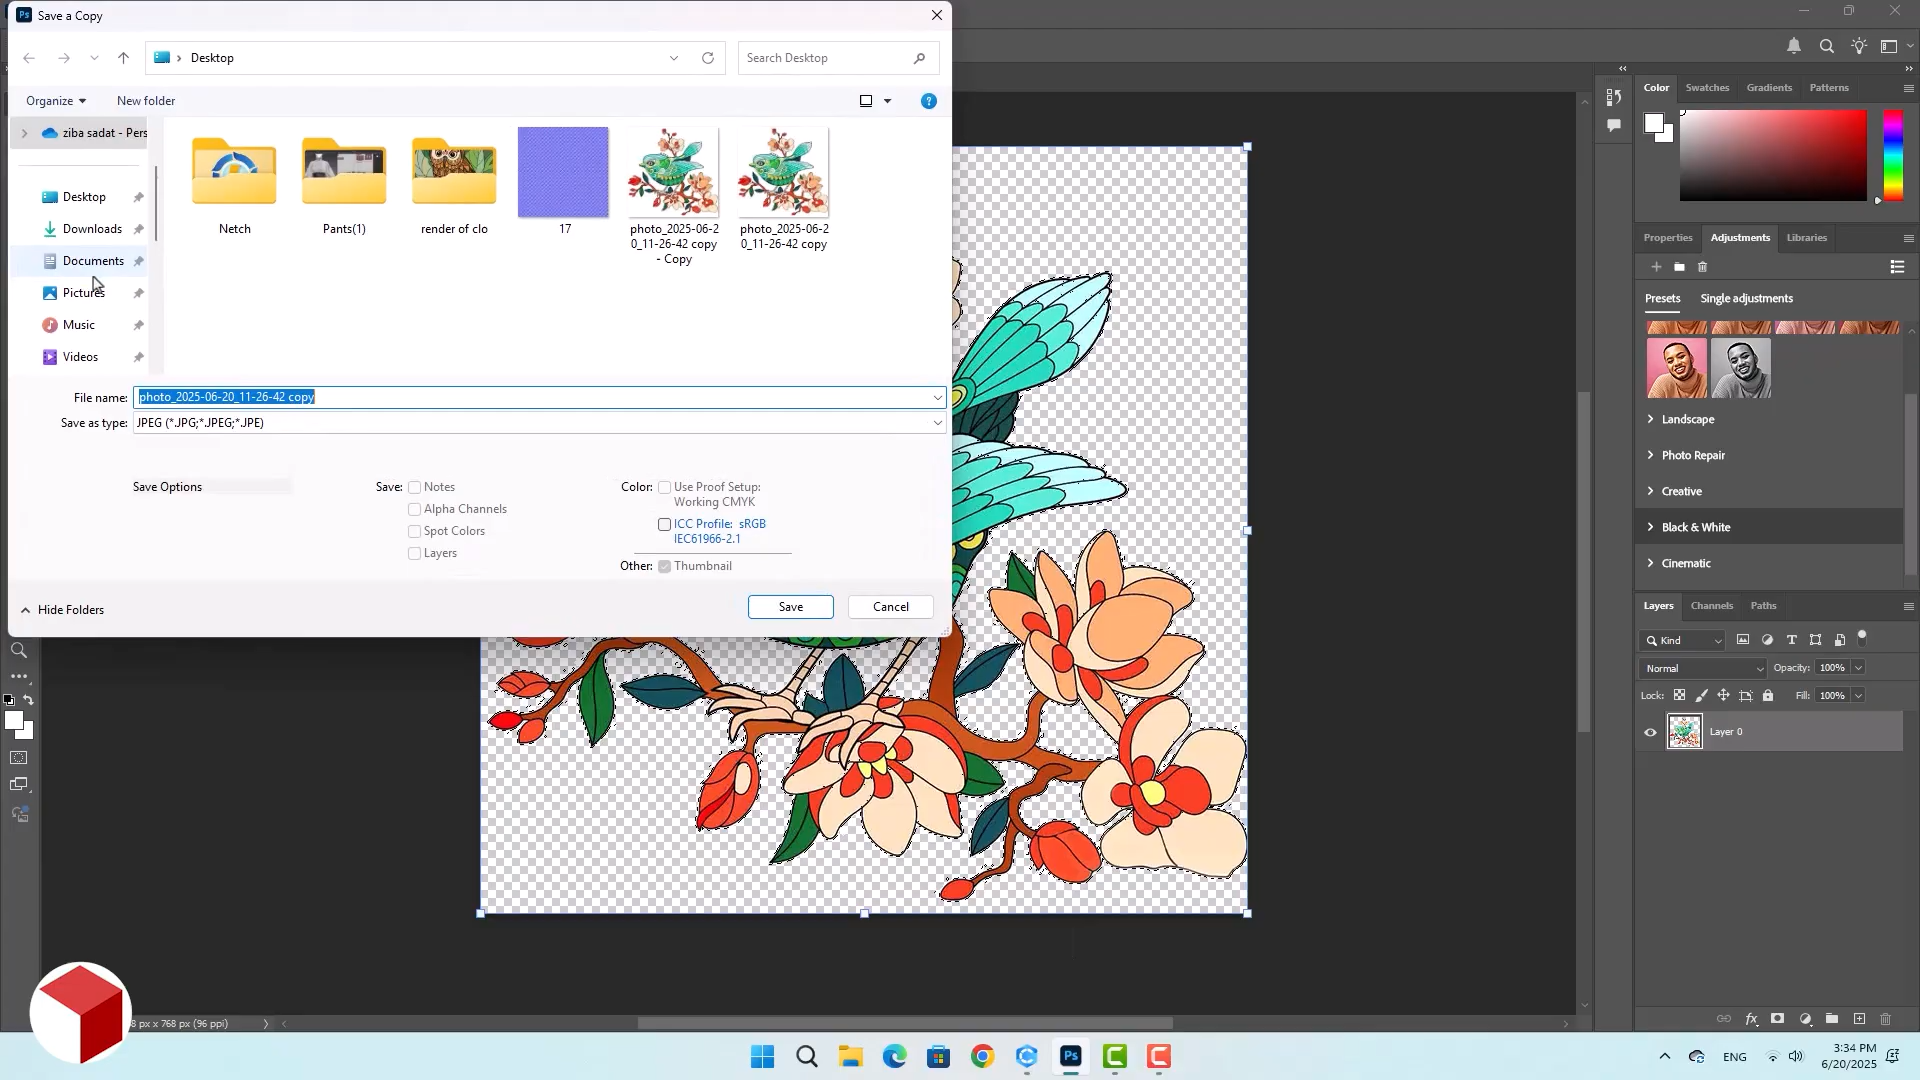 Save a Copy
Desktop
Search Desktop
Organize
New folder
ziba sadat - Pers
Desktop
Downloads
Documents
Pictures
Music
Videos
Netch
Pants(1)
render of clo
17
photo_2025-06-2
0_11-26-42 copy
- Copy
photo_2025-06-2
0_11-26-42 copy
File name: photo_2025-06-20_11-26-42 copy
Save as type: JPEG (*.JPG;*.JPEG;*.JPE)
Save Options
Save: Notes
Alpha Channels
Spot Colors
Layers
Color: Use Proof Setup:
Working CMYK
ICC Profile: sRGB
IEC61966-2.1
Other: Thumbnail
Hide Folders
Save
Cancel
Color
Swatches
Gradients
Patterns
Properties
Adjustments
Libraries
Presets
Single adjustments
Landscape
Photo Repair
Creative
Black & White
Cinematic
Layers
Channels
Paths
Kind
Normal
Opacity: 100%
Lock:
Fill: 100%
Layer 0
8 px x 768 px (96 ppi)
Ps
ENG
3:34 PM
6/20/2025